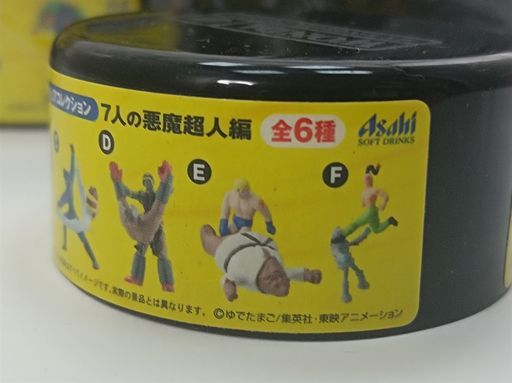 コレクション 7人の悪魔超人編 全6種 Asahi
SOFT DRINKS
D
E
F
です。実際の景品とは異なります。 ©ゆでたまご/集英社・東映アニメーション